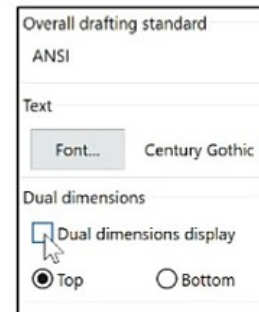 Overall drafting standard
ANSI
Text
Font... Century Gothic
Dual dimensions
Dual dimensions display
Top Bottom